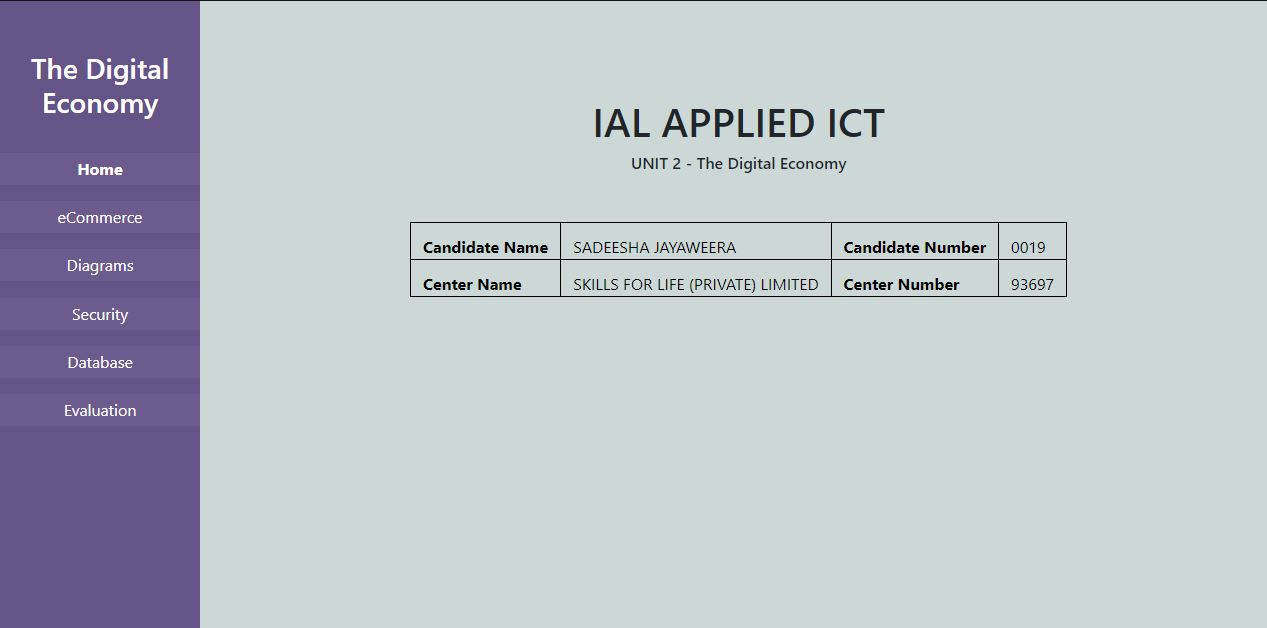 The Digital
Economy
Home
eCommerce
Diagrams
Security
Database
Evaluation
IAL APPLIED ICT
UNIT 2 - The Digital Economy
Candidate Name SADEESHA JAYAWEERA Candidate Number 0019
Center Name SKILLS FOR LIFE (PRIVATE) LIMITED Center Number 93697